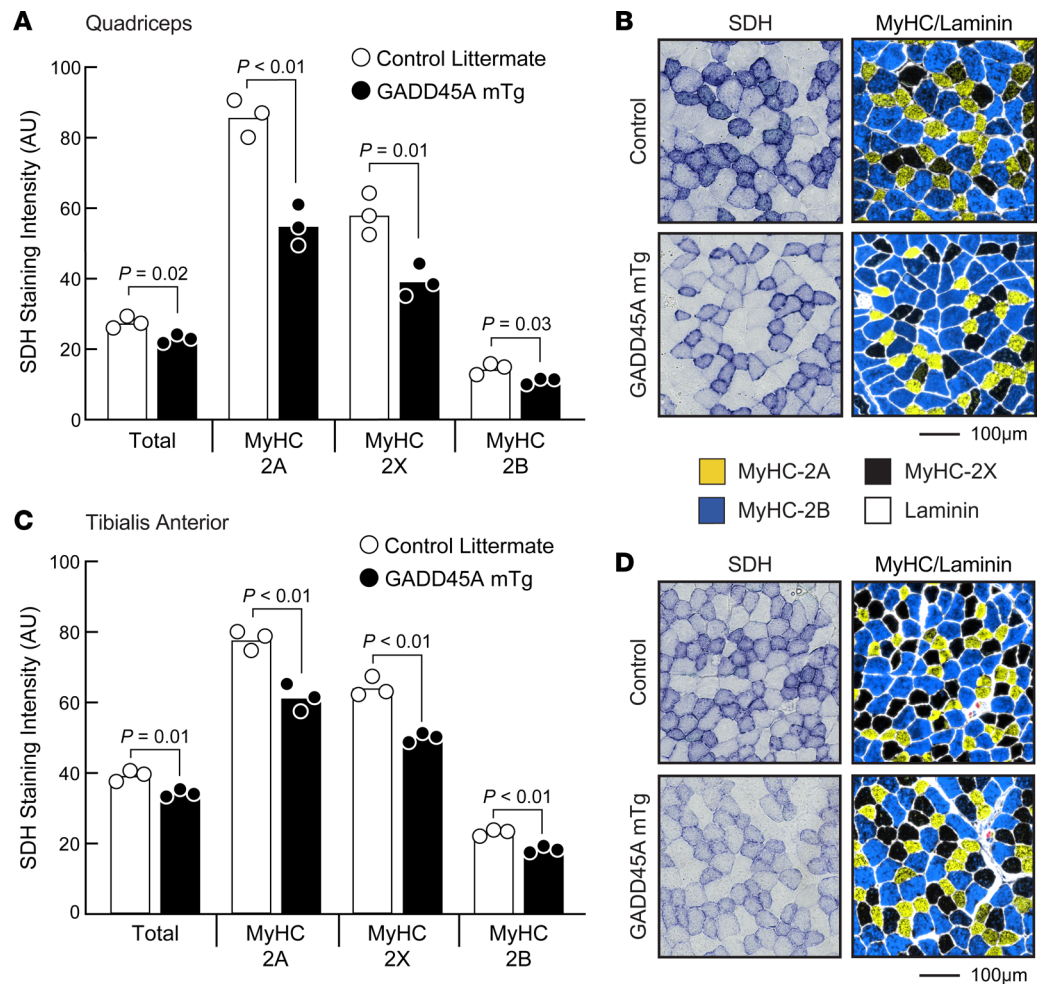 A Quadriceps
Control Littermate
GADD45A mTg
SDH Staining Intensity (AU)
100
80
60
40
20
0
P = 0.02
P < 0.01
P = 0.01
P = 0.03
Total
MyHC
2A
MyHC
2X
MyHC
2B
B
SDH
MyHC/Laminin
Control
GADD45A mTg
100µm
MyHC-2A
MyHC-2X
MyHC-2B
Laminin
C Tibialis Anterior
Control Littermate
GADD45A mTg
SDH Staining Intensity (AU)
100
80
60
40
20
0
P = 0.01
P < 0.01
P < 0.01
P < 0.01
Total
MyHC
2A
MyHC
2X
MyHC
2B
D
SDH
MyHC/Laminin
Control
GADD45A mTg
100µm